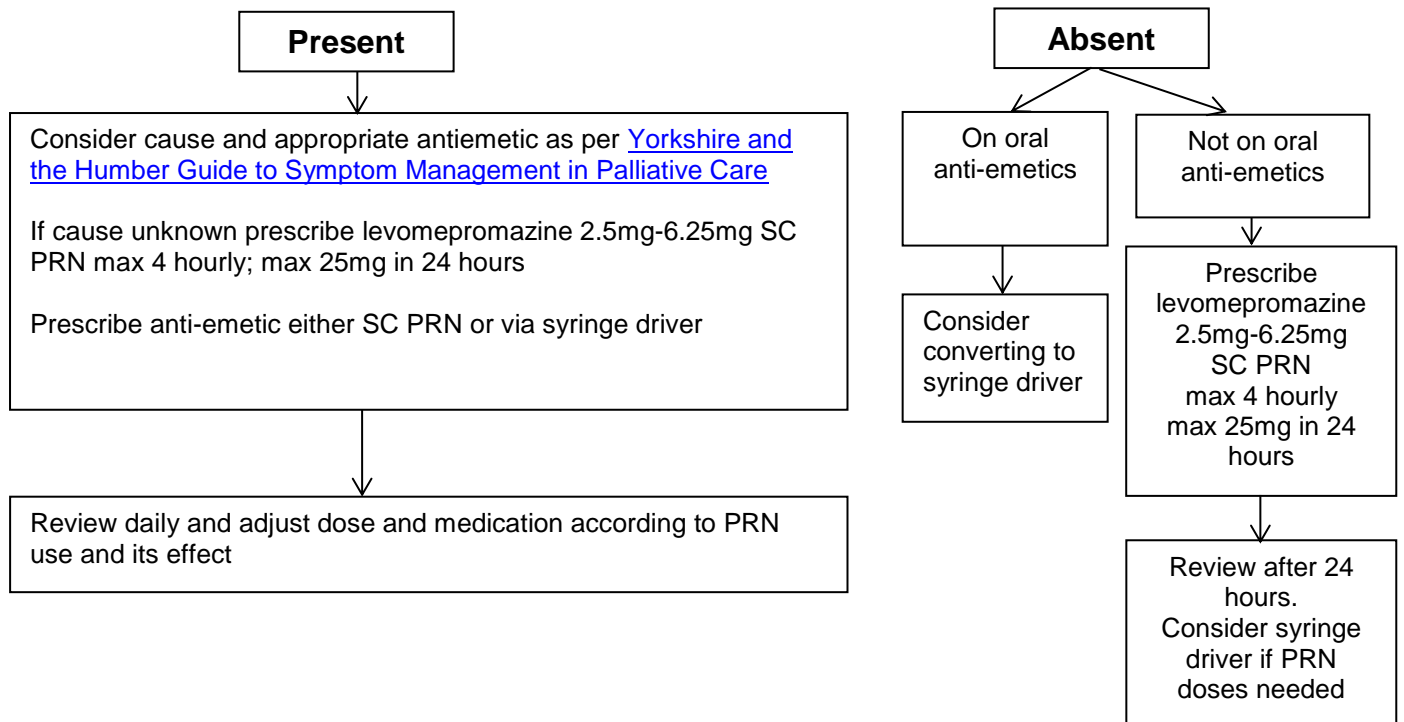 Present
Consider cause and appropriate antiemetic as per Yorkshire and
the Humber Guide to Symptom Management in Palliative Care
If cause unknown prescribe levomepromazine 2.5mg-6.25mg SC
PRN max 4 hourly; max 25mg in 24 hours
Prescribe anti-emetic either SC PRN or via syringe driver
Review daily and adjust dose and medication according to PRN
use and its effect
Absent
On oral
anti-emetics
Consider
converting to
syringe driver
Not on oral
anti-emetics
Prescribe
levomepromazine
2.5mg-6.25mg
SC PRN
max 4 hourly
max 25mg in 24
hours
Review after 24
hours.
Consider syringe
driver if PRN
doses needed